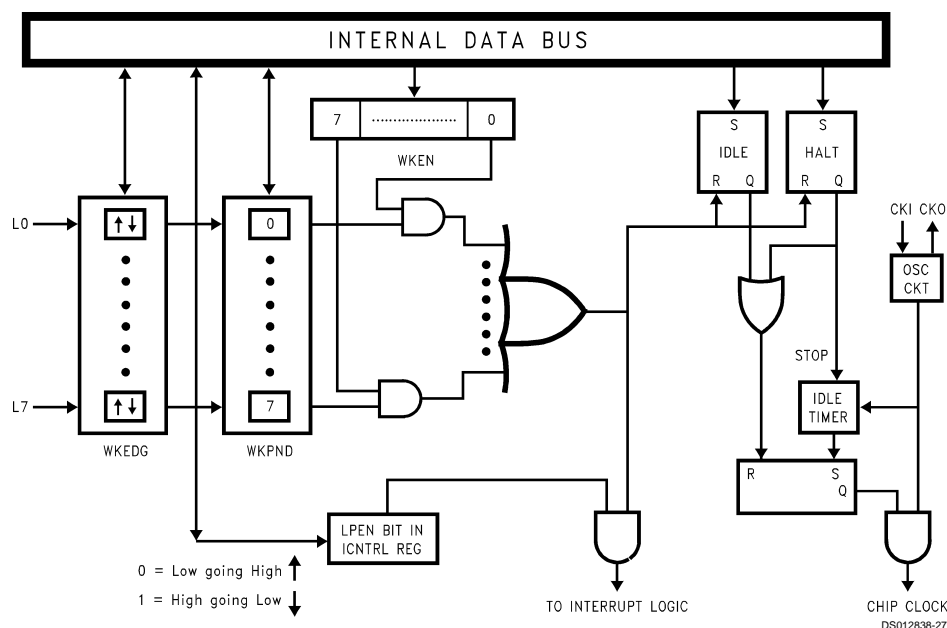 INTERNAL DATA BUS
7 0
WKEN
S
IDLE
R Q
S
HALT
R Q
CKI CKO
OSC
CKT
L0
0
L7
7
WKEDG
WKPND
STOP
IDLE
TIMER
R S
Q
LPEN BIT IN
ICNTRL REG
0 = Low going High
1 = High going Low
TO INTERRUPT LOGIC
CHIP CLOCK
DS012838-27